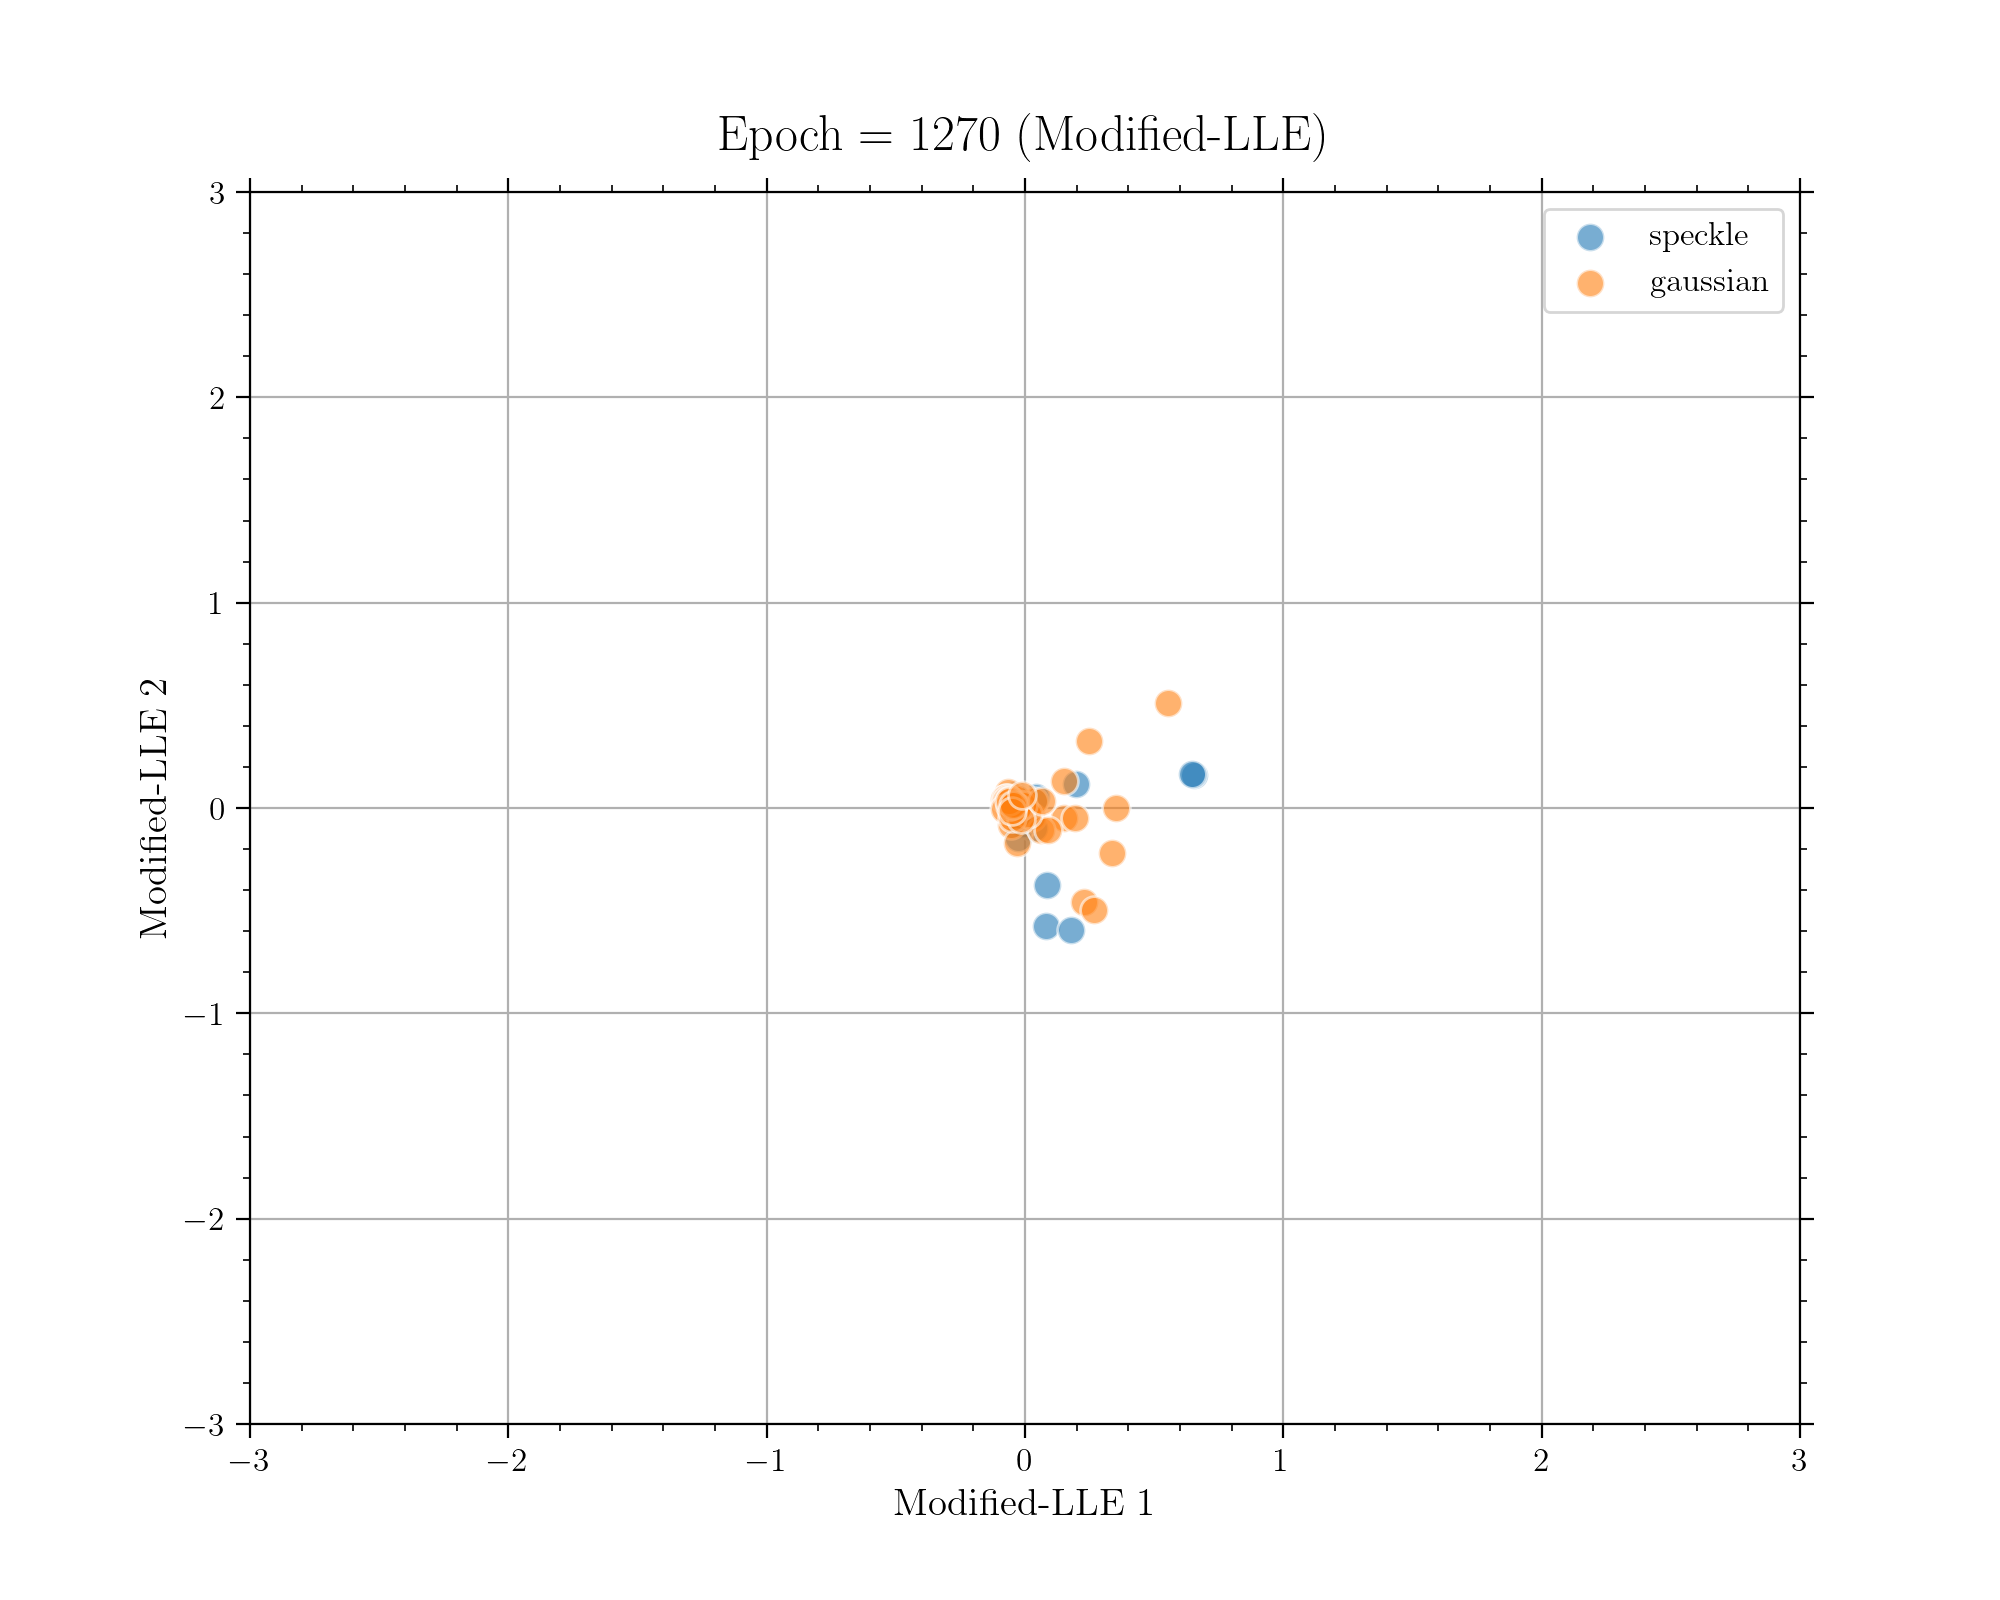 Epoch = 1270 (Modified-LLE)
speckle
gaussian
3
2
1
0
−1
−2
−3
Modified-LLE 2
−3 −2 −1 0 1 2 3
Modified-LLE 1